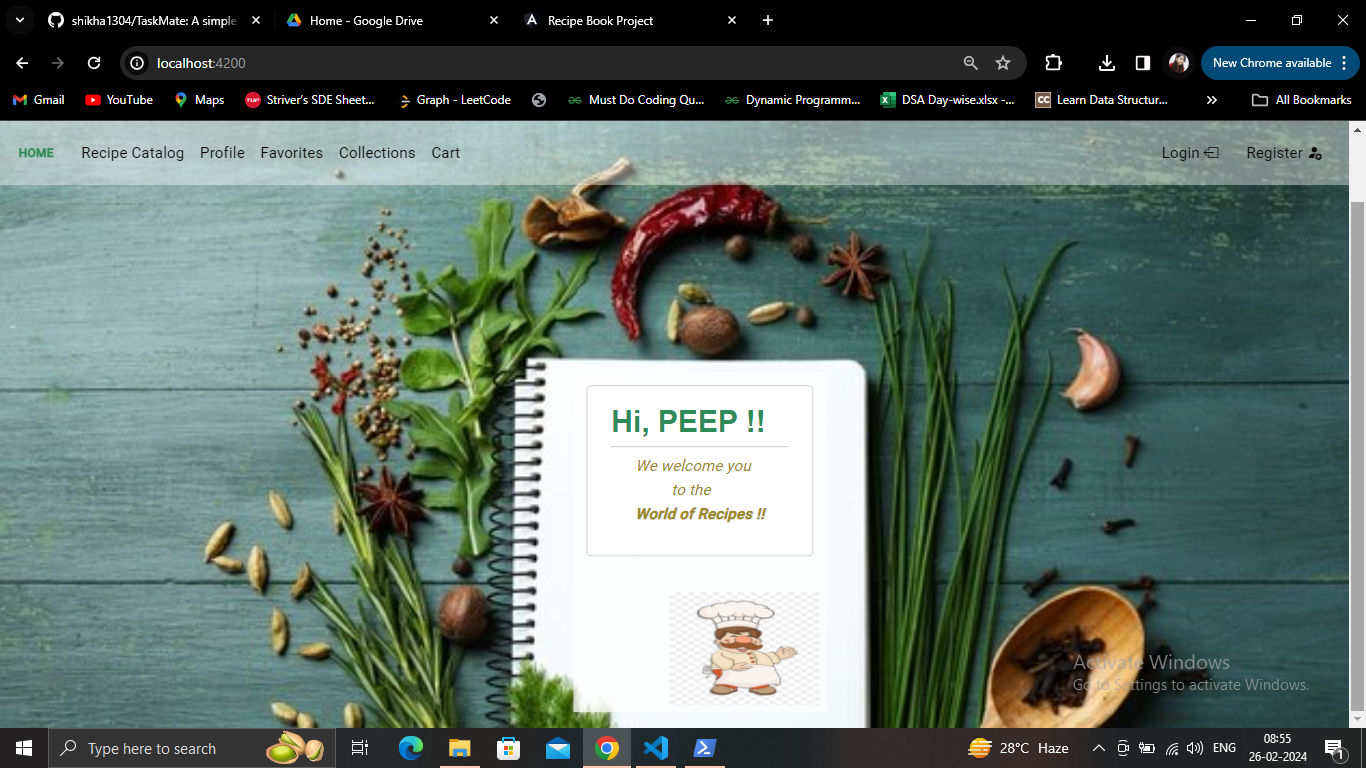 shikha1304/TaskMate: A simple
Home - Google Drive
Recipe Book Project
localhost:4200
New Chrome available
Gmail
YouTube
Maps
TUF
Striver's SDE Sheet...
Graph - LeetCode
Must Do Coding Qu...
Dynamic Programm...
DSA Day-wise.xlsx -...
CC
Learn Data Structur...
All Bookmarks
HOME
Recipe Catalog
Profile
Favorites
Collections
Cart
Login
Register
Hi, PEEP !!
We welcome you
to the
World of Recipes !!
Activate Windows
Go to Settings to activate Windows.
Type here to search
28°C Haze
ENG
08:55
26-02-2024
1